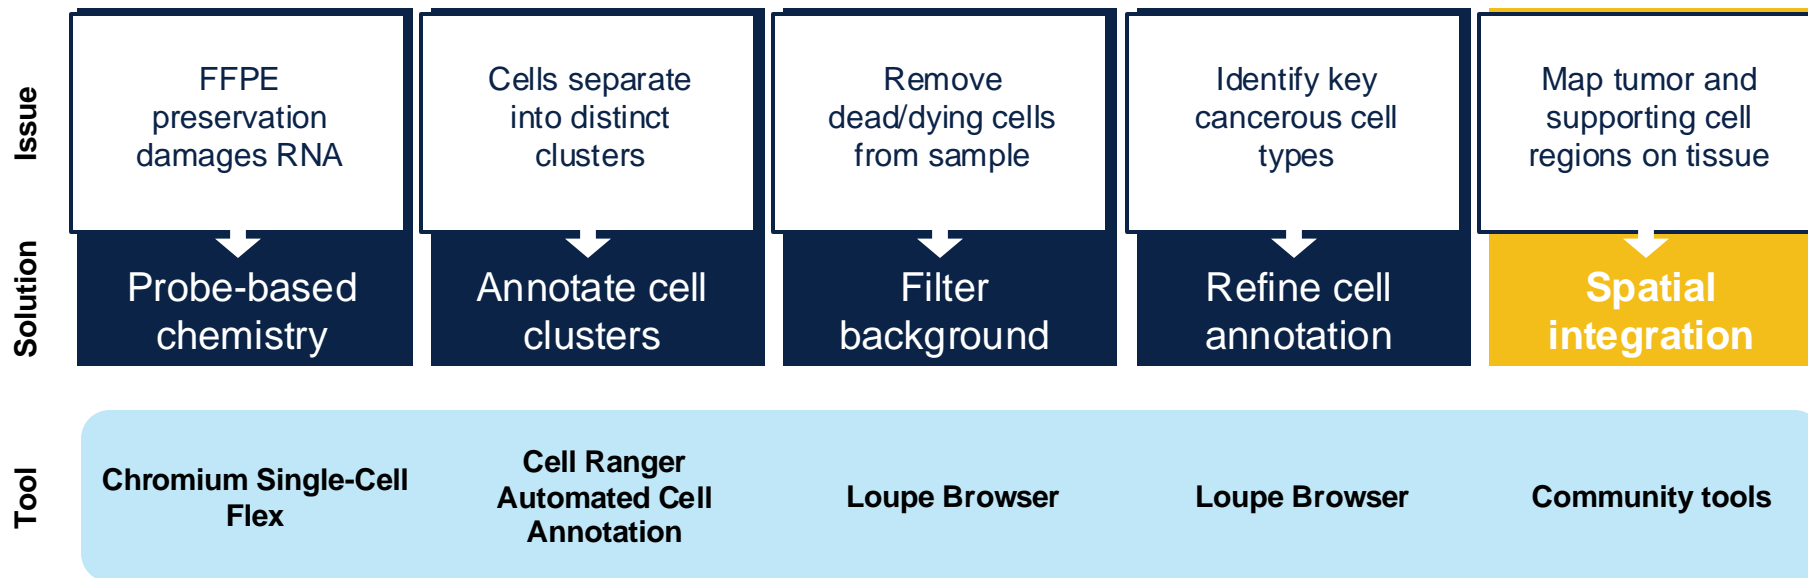 Issue
FFPE
preservation
damages RNA
Cells separate
into distinct
clusters
Remove
dead/dying cells
from sample
Identify key
cancerous cell
types
Map tumor and
supporting cell
regions on tissue
Solution
Probe-based
chemistry
Annotate cell
clusters
Filter
background
Refine cell
annotation
Spatial
integration
Tool
Chromium Single-Cell
Flex
Cell Ranger
Automated Cell
Annotation
Loupe Browser
Loupe Browser
Community tools